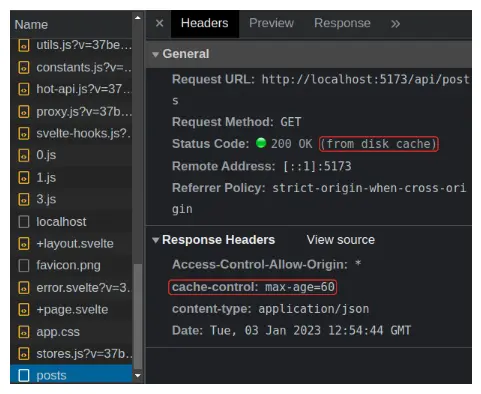 Name
utils.js?v=37be...
constants.js?v=...
hot-api.js?v=37...
proxy.js?v=37b...
svelte-hooks.js?.
0.js
1.js
3.js
localhost
+layout.svelte
favicon.png
error.svelte?v=3...
+page.svelte
app.css
stores.js?v=37b...
posts
× Headers Preview Response »
General
Request URL: http://localhost:5173/api/post
s
Request Method: GET
Status Code: 200 OK (from disk cache)
Remote Address: [::1]:5173
Referrer Policy: strict-origin-when-cross-ori
gin
Response Headers View source
Access-Control-Allow-Origin: *
cache-control: max-age=60
content-type: application/json
Date: Tue, 03 Jan 2023 12:54:44 GMT